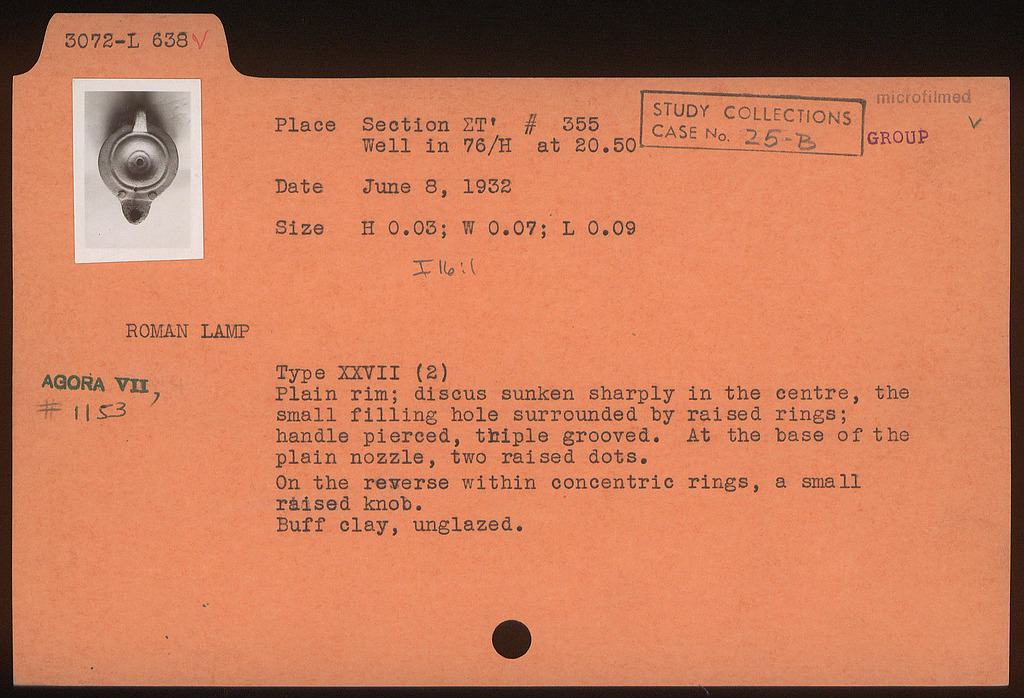 3072-L 638 V
microfilmed
STUDY COLLECTIONS
CASE No. 25-B
GROUP
Place Section ΣΤ' # 355
Well in 76/H at 20.50
Date June 8, 1932
Size H 0.03; W 0.07; L 0.09
I 16:1
ROMAN LAMP
AGORA VII,
# 1153
Type XXVII (2)
Plain rim; discus sunken sharply in the centre, the
small filling hole surrounded by raised rings;
handle pierced, triple grooved. At the base of the
plain nozzle, two raised dots.
On the reverse within concentric rings, a small
raised knob.
Buff clay, unglazed.